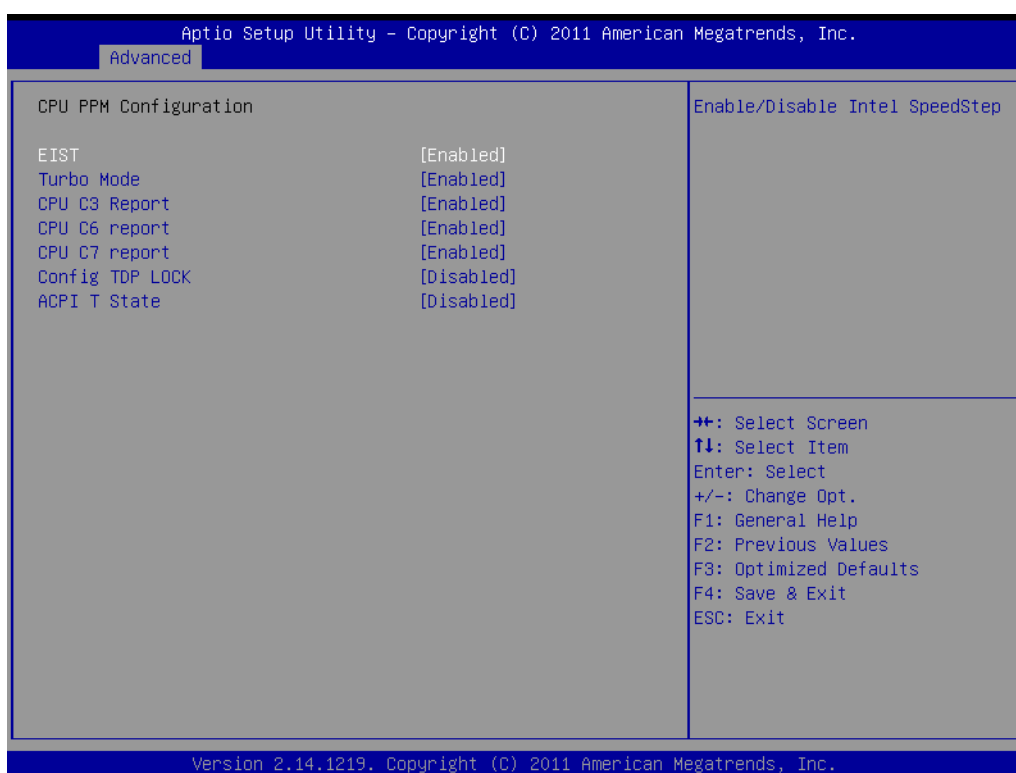 Aptio Setup Utility – Copyright (C) 2011 American Megatrends, Inc.
Advanced
CPU PPM Configuration
EIST [Enabled]
Turbo Mode [Enabled]
CPU C3 Report [Enabled]
CPU C6 report [Enabled]
CPU C7 report [Enabled]
Config TDP LOCK [Disabled]
ACPI T State [Disabled]
Enable/Disable Intel SpeedStep
→←: Select Screen
↑↓: Select Item
Enter: Select
+/-: Change Opt.
F1: General Help
F2: Previous Values
F3: Optimized Defaults
F4: Save & Exit
ESC: Exit
Version 2.14.1219. Copyright (C) 2011 American Megatrends, Inc.